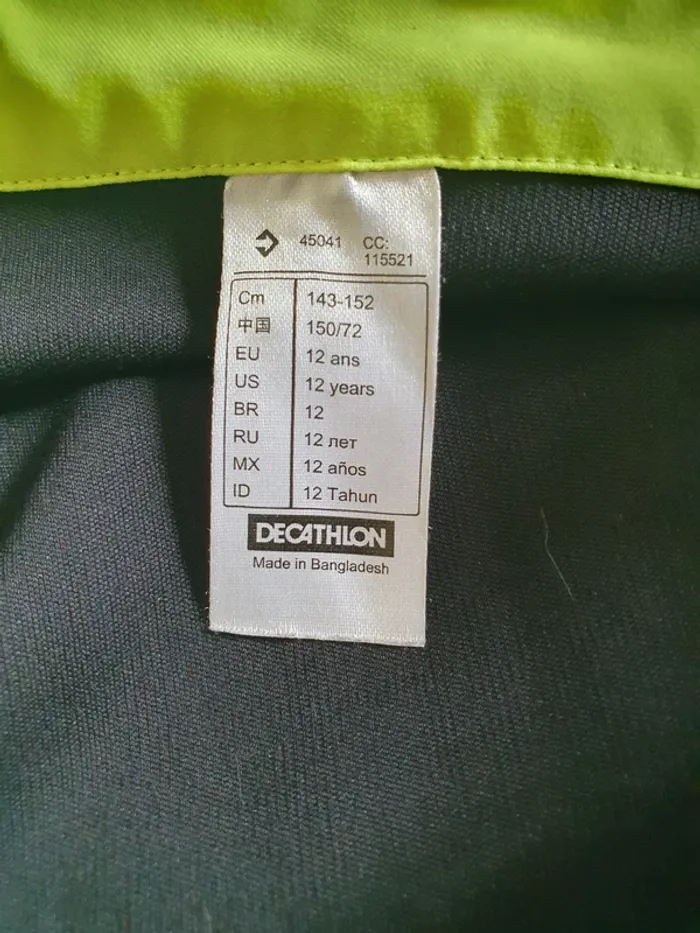 45041 CC:
115521
Cm 143-152
中国 150/72
EU 12 ans
US 12 years
BR 12
RU 12 лет
MX 12 años
ID 12 Tahun
DECATHLON
Made in Bangladesh